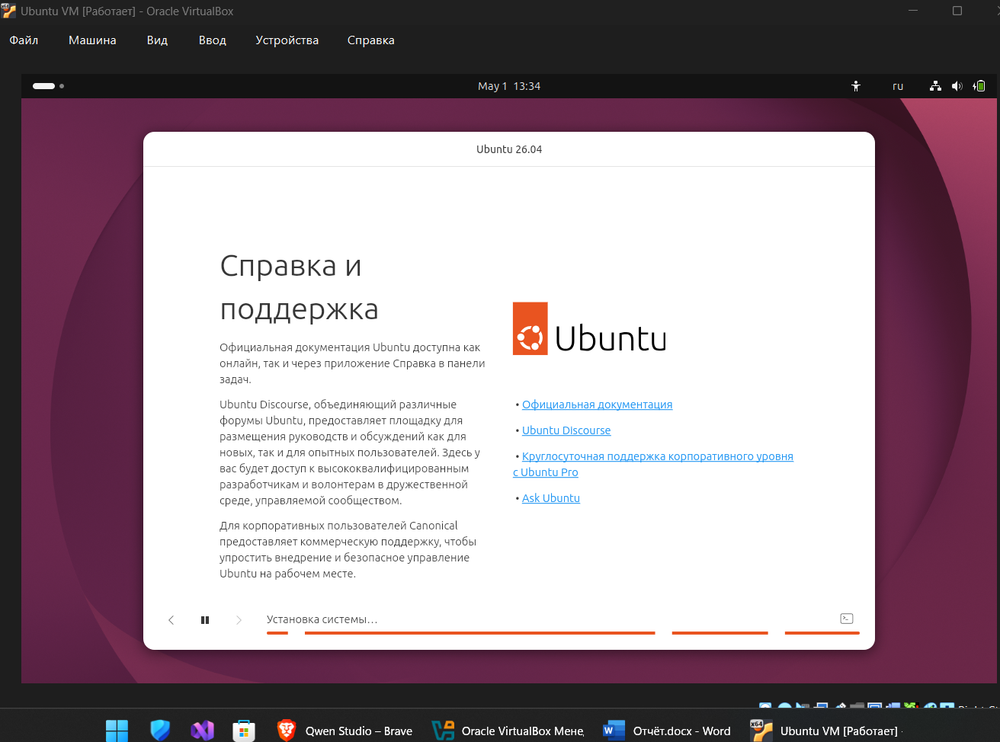 Ubuntu VM [Работает] - Oracle VirtualBox
Файл Машина Вид Ввод Устройства Справка
May 1 13:34
ru
Ubuntu 26.04
Справка и
поддержка
Официальная документация Ubuntu доступна как
онлайн, так и через приложение Справка в панели
задач.
Ubuntu Discourse, объединяющий различные
форумы Ubuntu, предоставляет площадку для
размещения руководств и обсуждений как для
новых, так и для опытных пользователей. Здесь у
вас будет доступ к высококвалифицированным
разработчикам и волонтерам в дружественной
среде, управляемой сообществом.
Для корпоративных пользователей Canonical
предоставляет коммерческую поддержку, чтобы
упростить внедрение и безопасное управление
Ubuntu на рабочем месте.
Ubuntu
• Официальная документация
• Ubuntu Discourse
• Круглосуточная поддержка корпоративного уровня
с Ubuntu Pro
• Ask Ubuntu
Установка системы...
Qwen Studio – Brave
Oracle VirtualBox Мене
Отчёт.docx - Word
Ubuntu VM [Работает] -